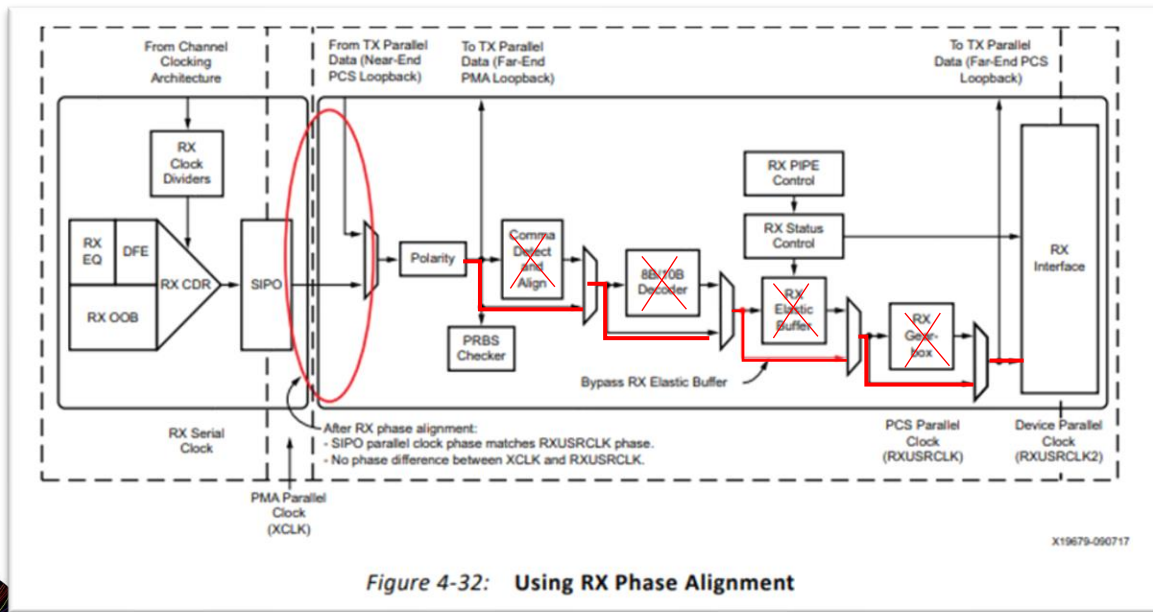 From Channel
Clocking
Architecture
From TX Parallel
Data (Near-End
PCS Loopback)
To TX Parallel
Data (Far-End
PMA Loopback)
To TX Parallel
Data (Far-End PCS
Loopback)
RX
Clock
Dividers
RX
EQ
DFE
RX CDR
RX OOB
SIPO
Polarity
PRBS
Checker
Comma
Detect
and
Align
8B/10B
Decoder
RX PIPE
Control
RX Status
Control
RX
Elastic
Buffer
RX
Gear-
box
RX
Interface
Bypass RX Elastic Buffer
RX Serial
Clock
After RX phase alignment:
- SIPO parallel clock phase matches RXUSRCLK phase.
- No phase difference between XCLK and RXUSRCLK.
PCS Parallel
Clock
(RXUSRCLK)
Device Parallel
Clock
(RXUSRCLK2)
PMA Parallel
Clock
(XCLK)
X19679-090717
Figure 4-32: Using RX Phase Alignment